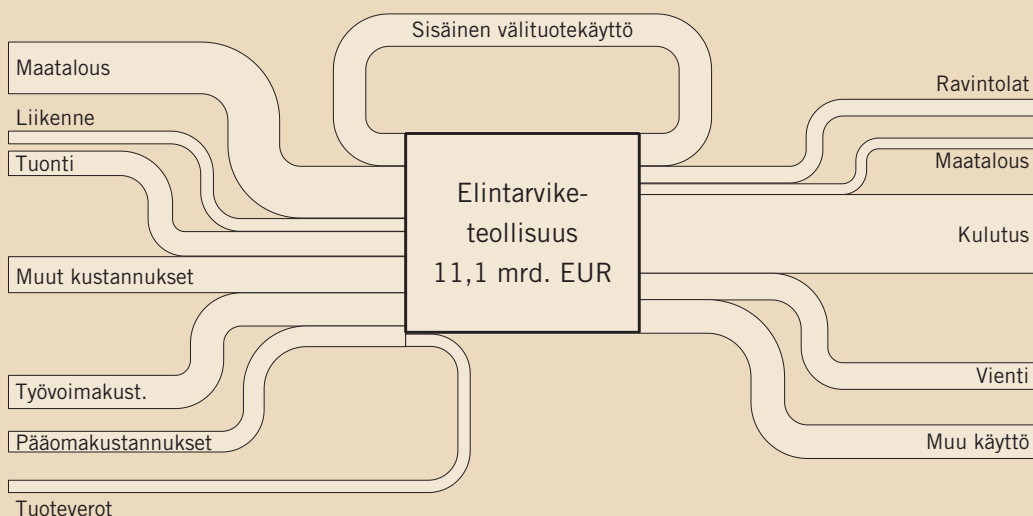 Sisäinen välituotekäyttö
Maatalous
Liikenne
Tuonti
Muut kustannukset
Työvoimakust.
Pääomakustannukset
Tuoteverot
Elintarvike-
teollisuus
11,1 mrd. EUR
Ravintolat
Maatalous
Kulutus
Vienti
Muu käyttö